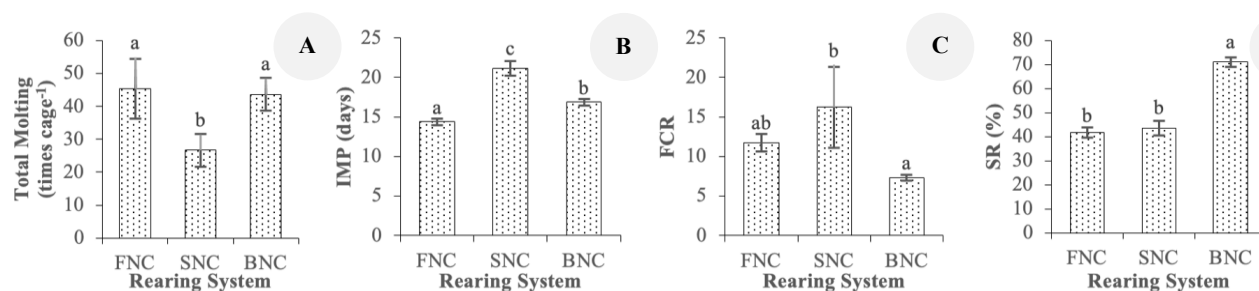 Total Molting
(times cage-1)
60
50
40
30
20
10
0
a
b
a
FNC SNC BNC
Rearing System
A
IMP (days)
25
20
15
10
5
0
a
c
b
FNC SNC BNC
Rearing System
B
FCR
25
20
15
10
5
0
ab
b
a
FNC SNC BNC
Rearing System
C
SR (%)
80
70
60
50
40
30
20
10
0
b
b
a
FNC SNC BNC
Rearing System